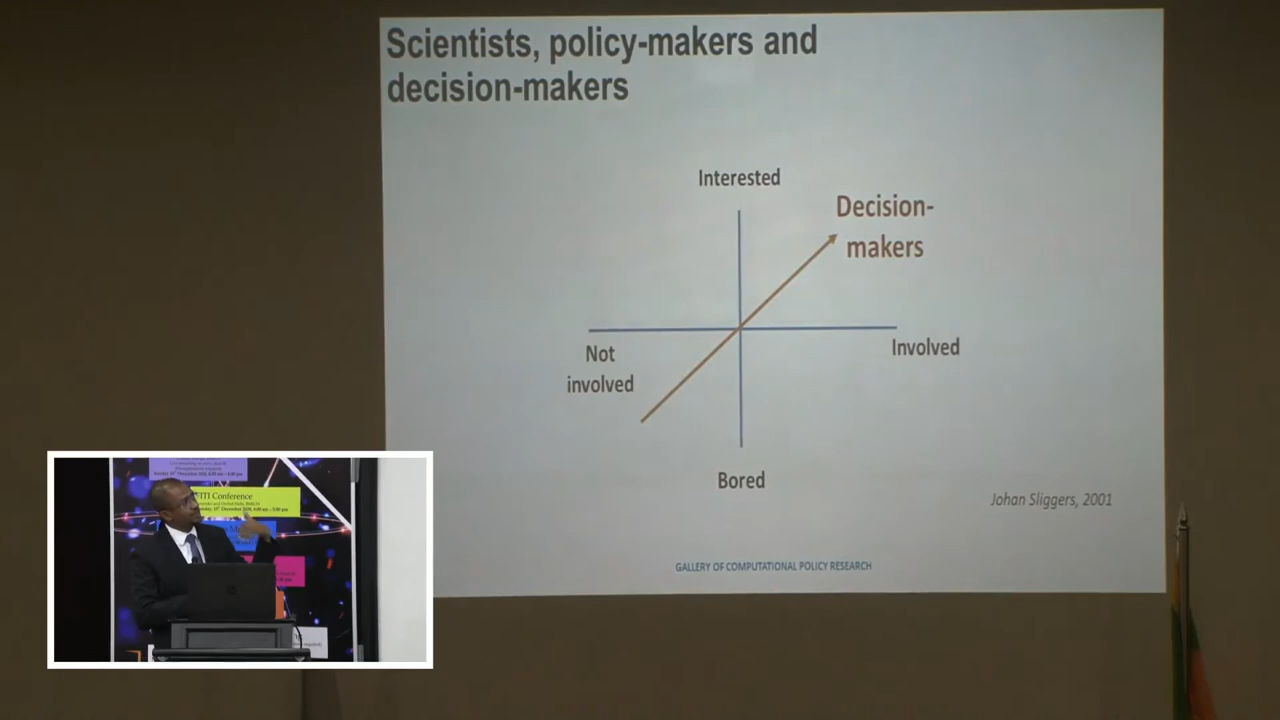 Scientists, policy-makers and
decision-makers
Interested
Decision-
makers
Not
involved
Involved
Bored
Johan Sliggers, 2001
GALLERY OF COMPUTATIONAL POLICY RESEARCH
Conference